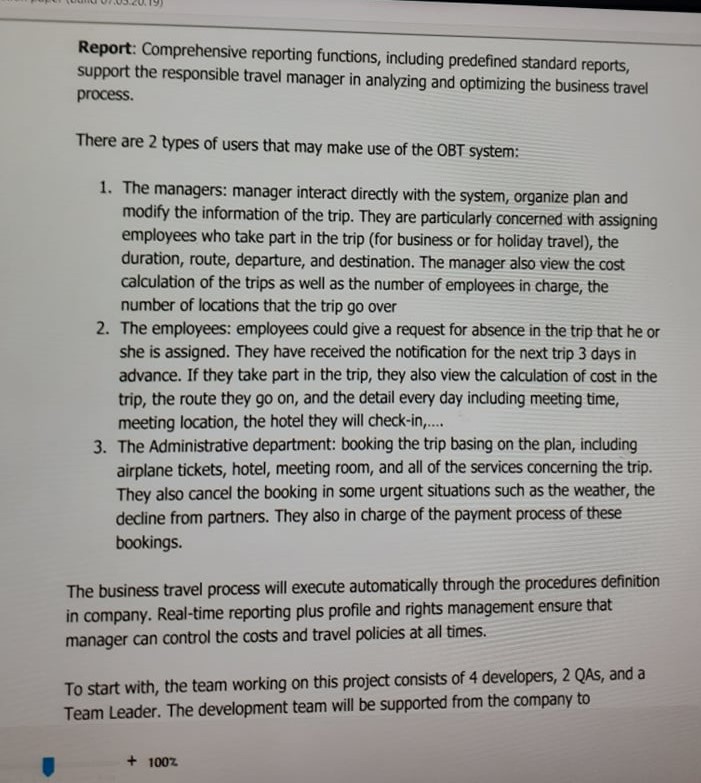 Report: Comprehensive reporting functions, including predefined standard reports,
support the responsible travel manager in analyzing and optimizing the business travel
process.
There are 2 types of users that may make use of the OBT system:
1. The managers: manager interact directly with the system, organize plan and
modify the information of the trip. They are particularly concerned with assigning
employees who take part in the trip (for business or for holiday travel), the
duration, route, departure, and destination. The manager also view the cost
calculation of the trips as well as the number of employees in charge, the
number of locations that the trip go over
2. The employees: employees could give a request for absence in the trip that he or
she is assigned. They have received the notification for the next trip 3 days in
advance. If they take part in the trip, they also view the calculation of cost in the
trip, the route they go on, and the detail every day including meeting time,
meeting location, the hotel they will check-in,....
3. The Administrative department: booking the trip basing on the plan, including
airplane tickets, hotel, meeting room, and all of the services concerning the trip.
They also cancel the booking in some urgent situations such as the weather, the
decline from partners. They also in charge of the payment process of these
bookings.
The business travel process will execute automatically through the procedures definition
in company. Real-time reporting plus profile and rights management ensure that
manager can control the costs and travel policies at all times.
To start with, the team working on this project consists of 4 developers, 2 QAs, and a
Team Leader. The development team will be supported from the company to
+ 100%